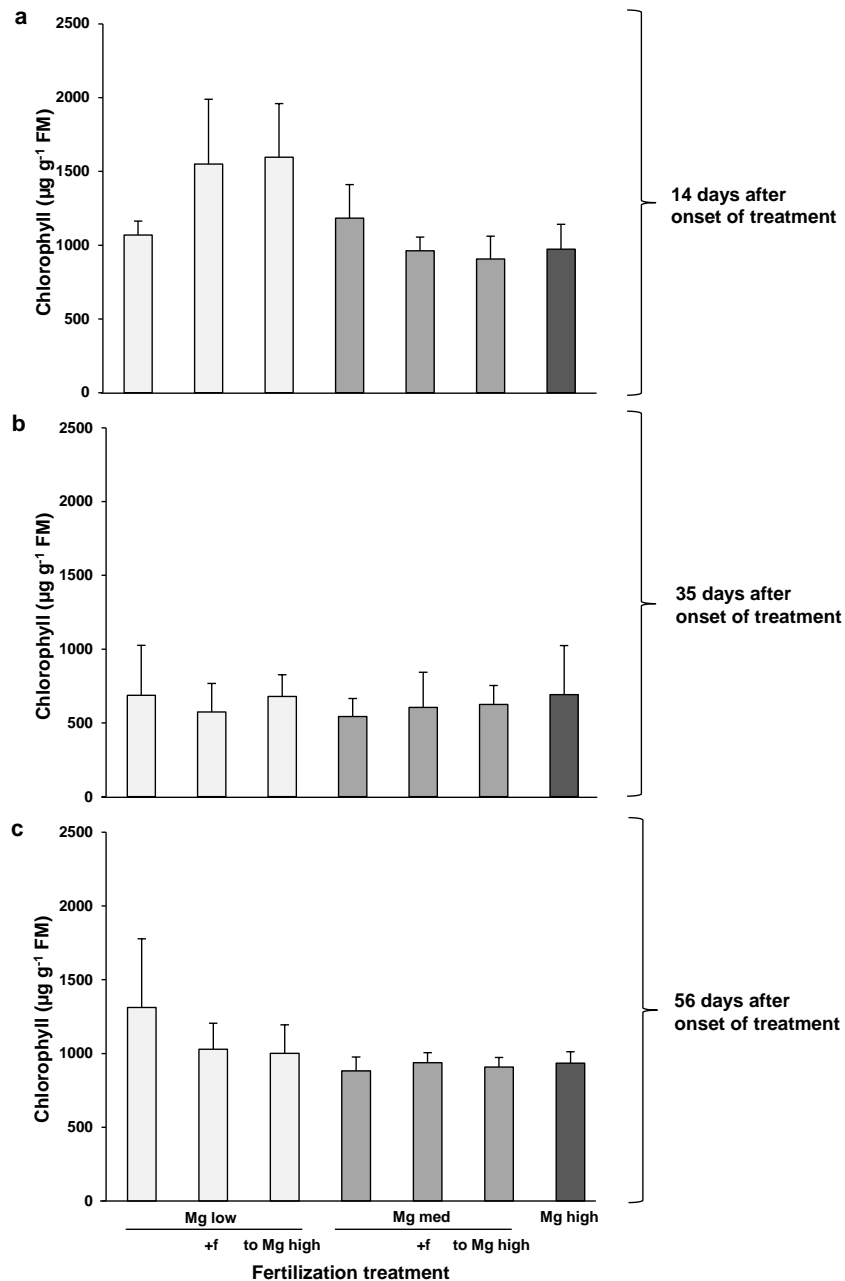 a
2500
2000
1500
1000
500
0
Chlorophyll (µg g⁻¹ FM)
14 days after
onset of treatment
b
2500
2000
1500
1000
500
0
Chlorophyll (µg g⁻¹ FM)
35 days after
onset of treatment
c
2500
2000
1500
1000
500
0
Chlorophyll (µg g⁻¹ FM)
56 days after
onset of treatment
Mg low Mg med Mg high
+f to Mg high +f to Mg high
Fertilization treatment